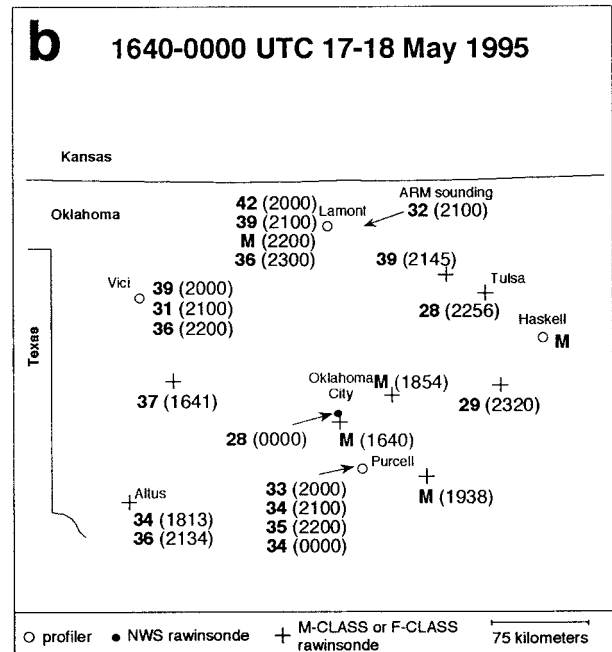 b 1640-0000 UTC 17-18 May 1995
Kansas
Oklahoma
Texas
42 (2000)
39 (2100)
M (2200)
36 (2300)
Lamont
ARM sounding
32 (2100)
39 (2145)
Tulsa
28 (2256)
Haskell
M
Vici
39 (2000)
31 (2100)
36 (2200)
37 (1641)
Oklahoma
City
M (1854)
29 (2320)
28 (0000)
M (1640)
Purcell
33 (2000)
34 (2100)
35 (2200)
34 (0000)
M (1938)
Altus
34 (1813)
36 (2134)
profiler
NWS rawinsonde
M-CLASS or F-CLASS
rawinsonde
75 kilometers